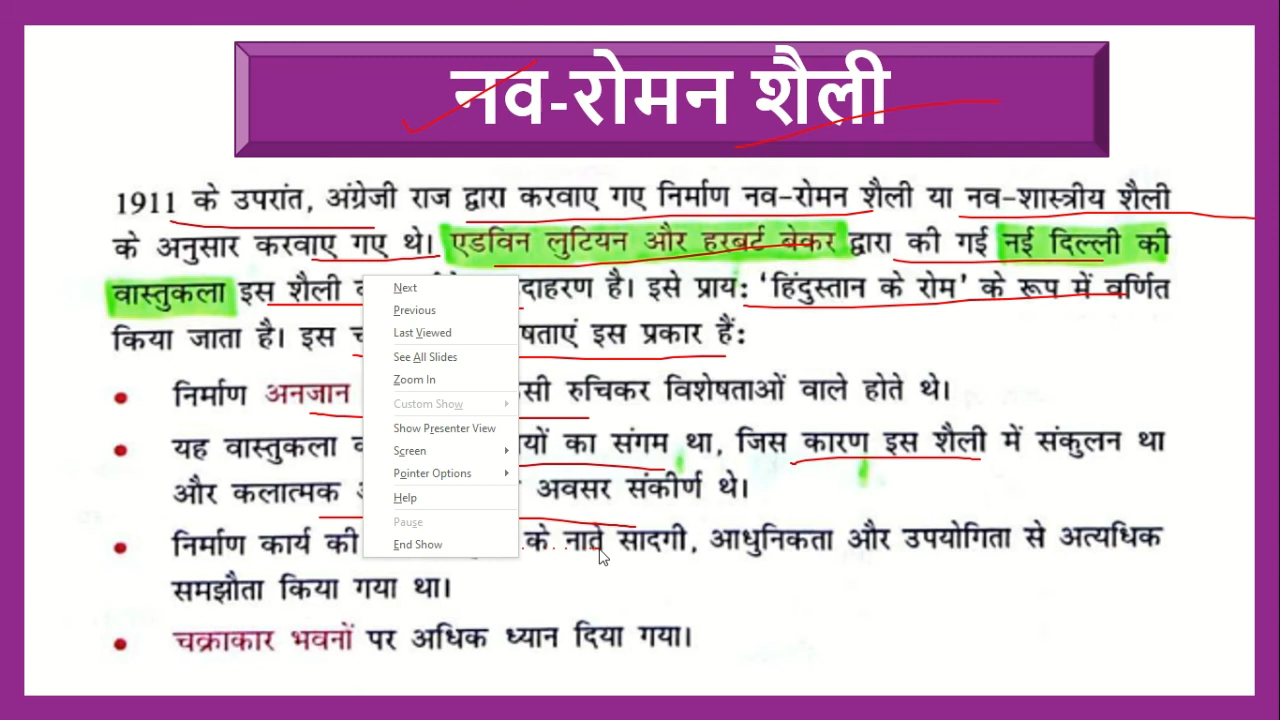 नव-रोमन शैली
1911 के उपरांत, अंग्रेजी राज द्वारा करवाए गए निर्माण नव-रोमन शैली या नव-शास्त्रीय शैली
के अनुसार करवाए गए थे। एडविन लुटियन और हरबर्ट बेकर द्वारा की गई नई दिल्ली की
वास्तुकला इस शैली दाहरण है। इसे प्राय: ‘हिंदुस्तान के रोम’ के रूप में वर्णित
किया जाता है। इस षताएं इस प्रकार हैं:
• निर्माण अनजान सी रुचिकर विशेषताओं वाले होते थे।
• यह वास्तुकला यों का संगम था, जिस कारण इस शैली में संकुलन था
और कलात्मक अवसर संकीर्ण थे।
• निर्माण कार्य की के नाते सादगी, आधुनिकता और उपयोगिता से अत्यधिक
समझौता किया गया था।
• चक्राकार भवनों पर अधिक ध्यान दिया गया।
Next
Previous
Last Viewed
See All Slides
Zoom In
Custom Show
Show Presenter View
Screen
Pointer Options
Help
Pause
End Show